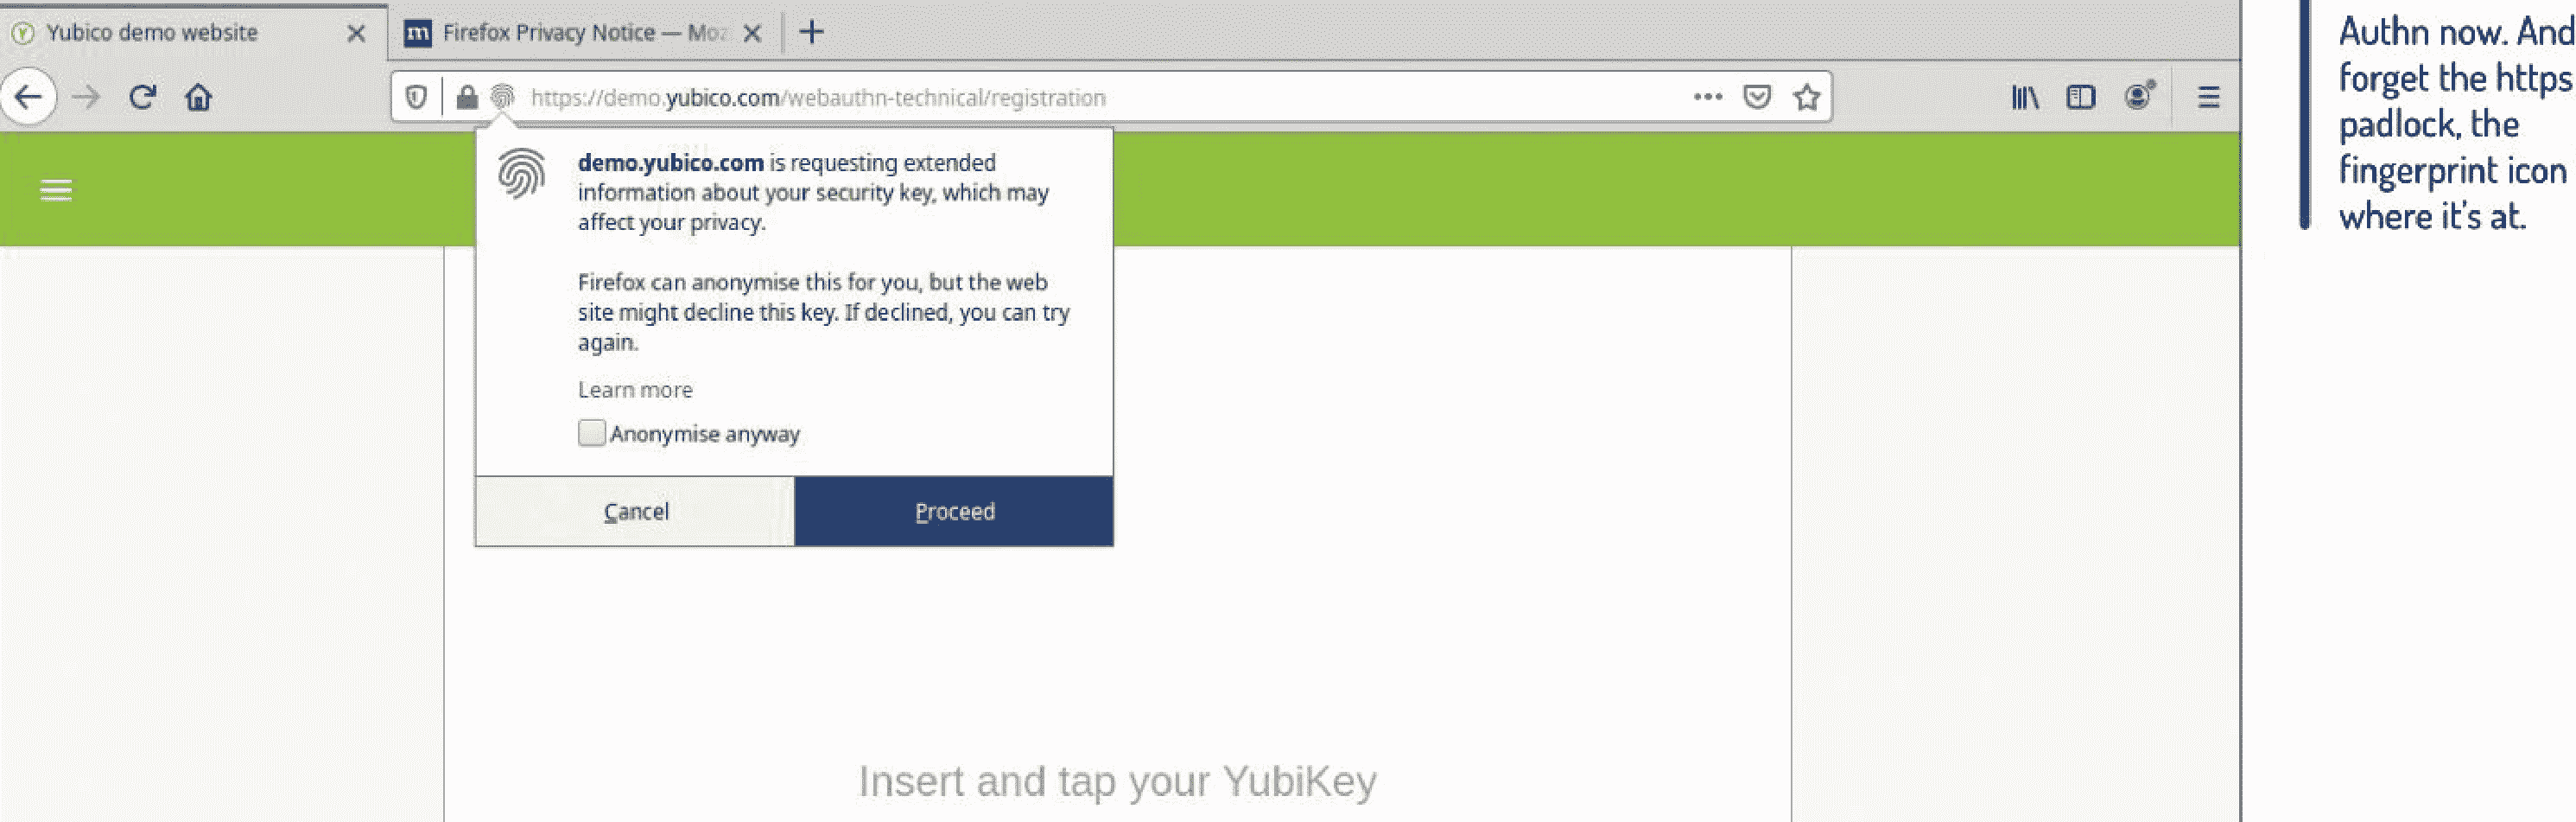 Yubico demo website
Firefox Privacy Notice — Moz
https://demo.yubico.com/webauthn-technical/registration
demo.yubico.com is requesting extended
information about your security key, which may
affect your privacy.
Firefox can anonymise this for you, but the web
site might decline this key. If declined, you can try
again.
Learn more
Anonymise anyway
Cancel
Proceed
Insert and tap your YubiKey
Authn now. And
forget the https
padlock, the
fingerprint icon
where it's at.